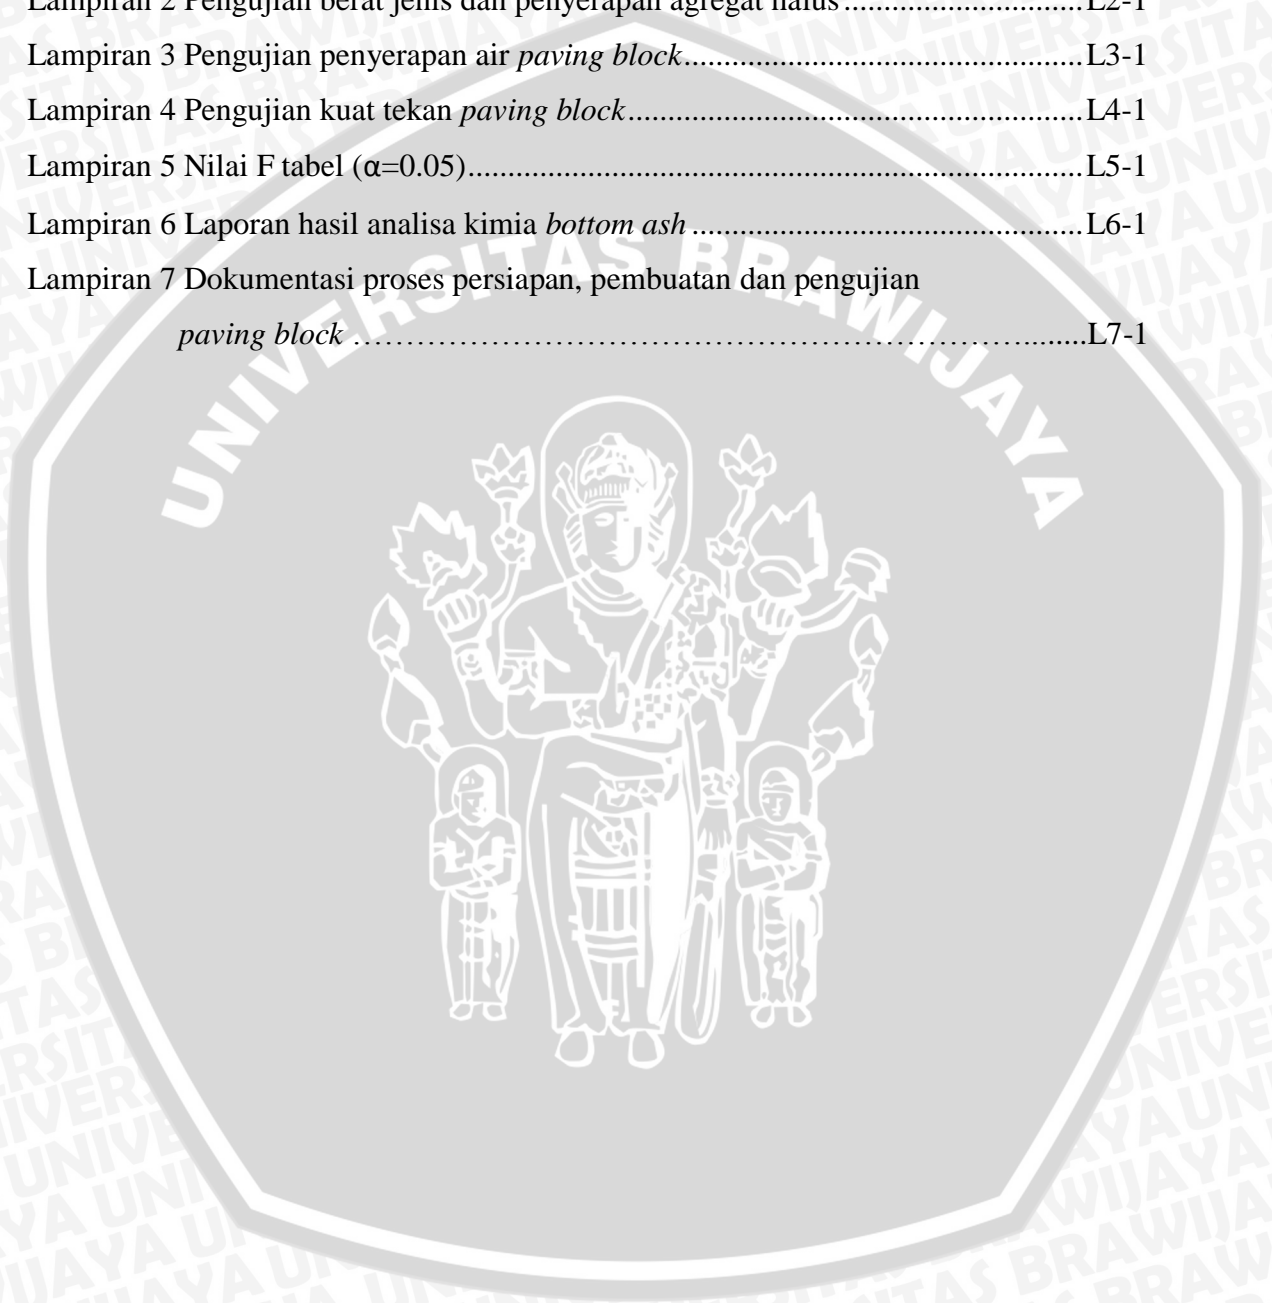 Lampiran 2 Pengujian berat jenis dan penyerapan agregat halus..............................L2-1
Lampiran 3 Pengujian penyerapan air paving block..................................................L3-1
Lampiran 4 Pengujian kuat tekan paving block.........................................................L4-1
Lampiran 5 Nilai F tabel (α=0.05).............................................................................L5-1
Lampiran 6 Laporan hasil analisa kimia bottom ash .................................................L6-1
Lampiran 7 Dokumentasi proses persiapan, pembuatan dan pengujian
paving block ……………………………………………………………........L7-1
UNIVERSITAS BRAWIJAYA